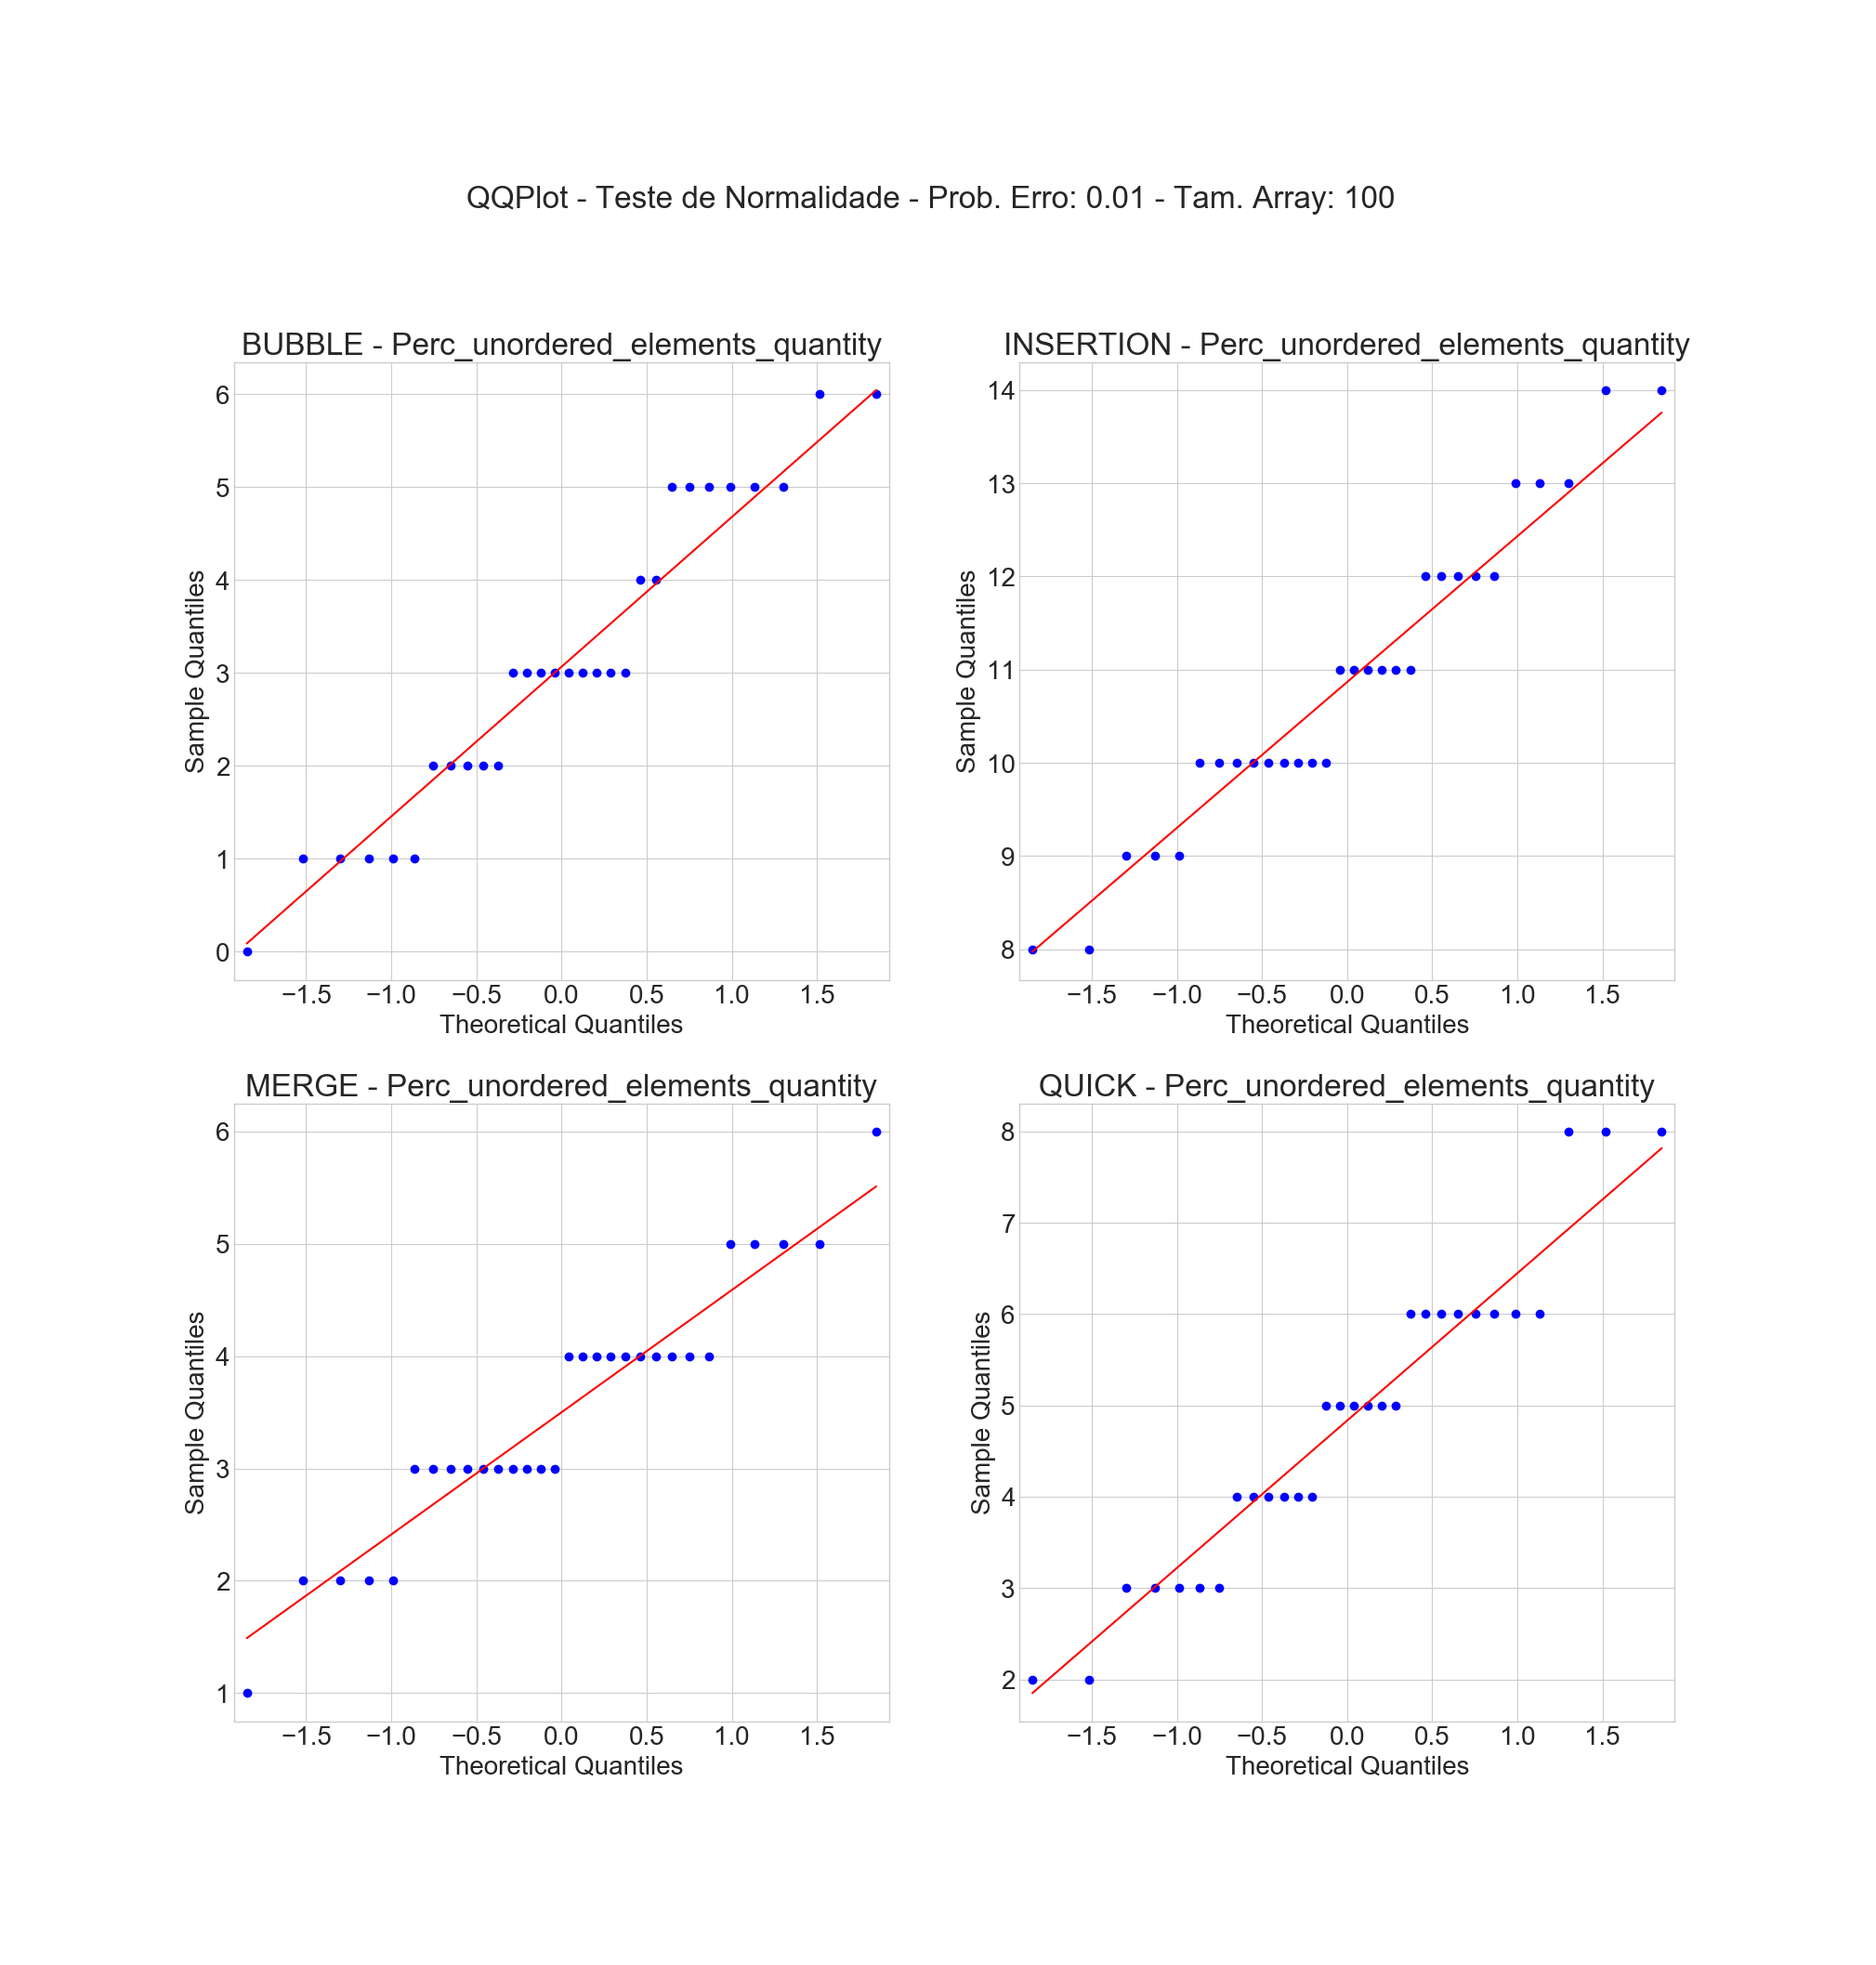 QQPlot - Teste de Normalidade - Prob. Erro: 0.01 - Tam. Array: 100
BUBBLE - Perc_unordered_elements_quantity
6
5
4
3
2
1
0
Sample Quantiles
−1.5 −1.0 −0.5 0.0 0.5 1.0 1.5
Theoretical Quantiles
INSERTION - Perc_unordered_elements_quantity
14
13
12
11
10
9
8
Sample Quantiles
−1.5 −1.0 −0.5 0.0 0.5 1.0 1.5
Theoretical Quantiles
MERGE - Perc_unordered_elements_quantity
6
5
4
3
2
1
Sample Quantiles
−1.5 −1.0 −0.5 0.0 0.5 1.0 1.5
Theoretical Quantiles
QUICK - Perc_unordered_elements_quantity
8
7
6
5
4
3
2
Sample Quantiles
−1.5 −1.0 −0.5 0.0 0.5 1.0 1.5
Theoretical Quantiles